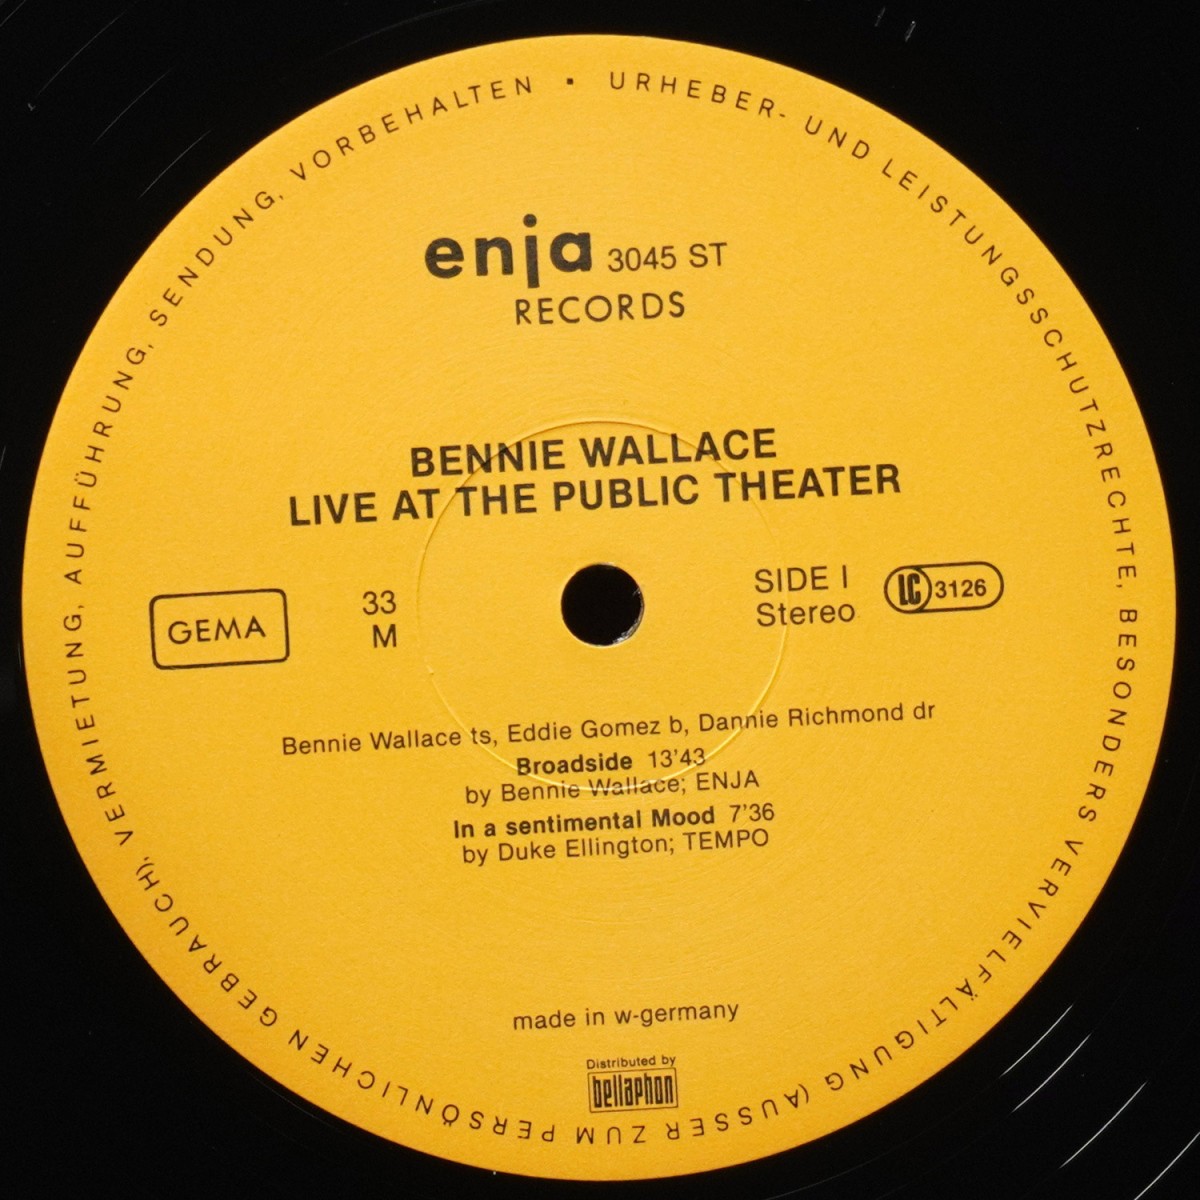 URHEBER- UND LEISTUNGSSCHUTZRECHTE, BESONDERS VERVIELFÄLTIGUNG (AUSSER ZUM PERSÖNLICHEN GEBRAUCH), VERMIETUNG, AUFFÜHRUNG, SENDUNG, VORBEHALTEN ▪
enja 3045 ST
RECORDS
BENNIE WALLACE
LIVE AT THE PUBLIC THEATER
GEMA
33
M
SIDE I
Stereo
LC 3126
Bennie Wallace ts, Eddie Gomez b, Dannie Richmond dr
Broadside 13'43
by Bennie Wallace; ENJA
In a sentimental Mood 7'36
by Duke Ellington; TEMPO
made in w-germany
Distributed by
bellaphon